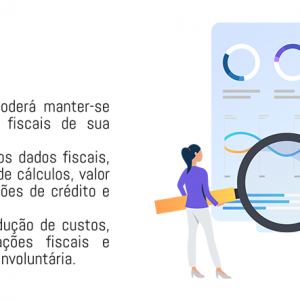 oderá manter-se
fiscais de sua
os dados fiscais,
de cálculos, valor
ões de crédito e
dução de custos,
ações fiscais e
nvoluntária.